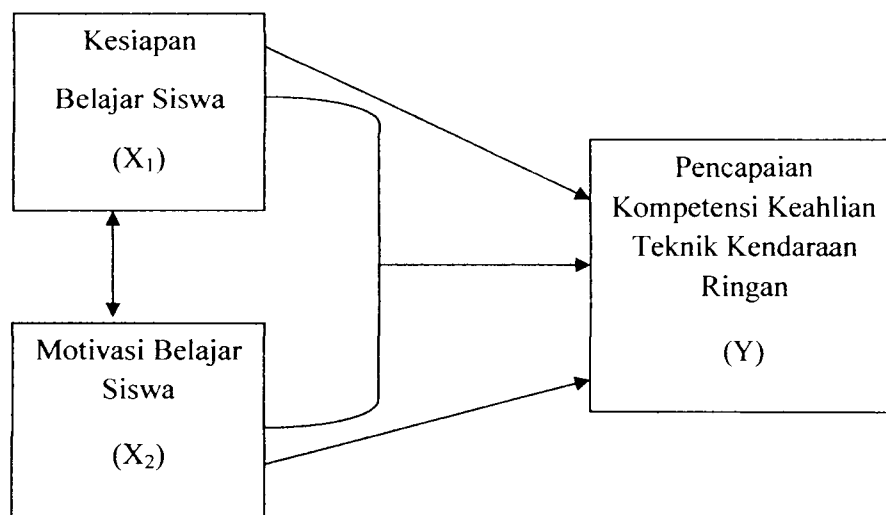 Kesiapan
Belajar Siswa
(X₁)
Motivasi Belajar
Siswa
(X₂)
Pencapaian
Kompetensi Keahlian
Teknik Kendaraan
Ringan
(Y)